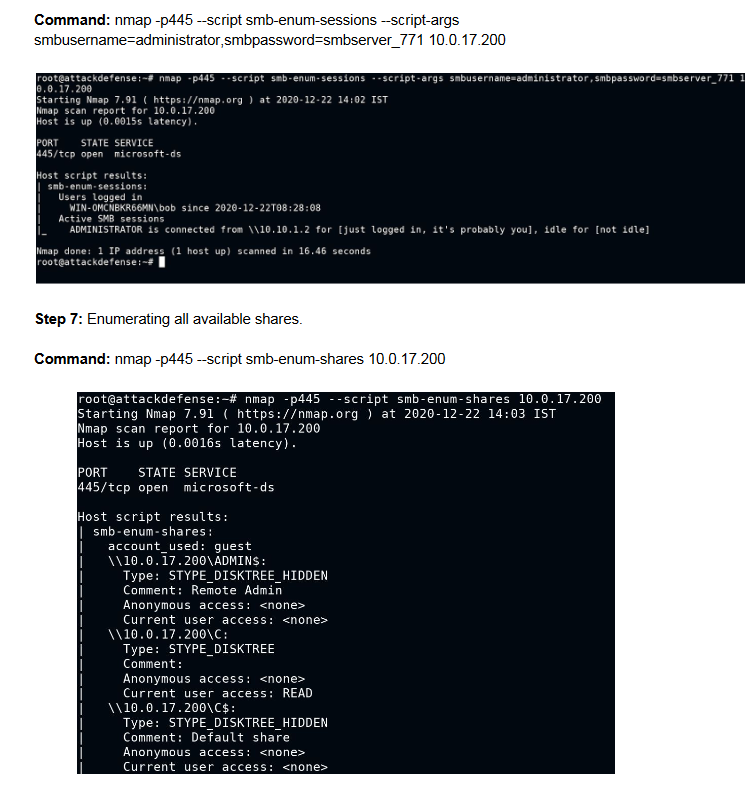 Command: nmap -p445 --script smb-enum-sessions --script-args
smbusername=administrator,smbpassword=smbserver_771 10.0.17.200
root@attackdefense:~# nmap -p445 --script smb-enum-sessions --script-args smbusername=administrator,smbpassword=smbserver_771 1
0.0.17.200
Starting Nmap 7.91 ( https://nmap.org ) at 2020-12-22 14:02 IST
Nmap scan report for 10.0.17.200
Host is up (0.0015s latency).
PORT    STATE SERVICE
445/tcp open  microsoft-ds
Host script results:
| smb-enum-sessions:
|   Users logged in
|     WIN-OMCNBKR66MN\bob since 2020-12-22T08:28:08
|   Active SMB sessions
|_    ADMINISTRATOR is connected from \\10.10.1.2 for [just logged in, it's probably you], idle for [not idle]
Nmap done: 1 IP address (1 host up) scanned in 16.46 seconds
root@attackdefense:~#
Step 7: Enumerating all available shares.
Command: nmap -p445 --script smb-enum-shares 10.0.17.200
root@attackdefense:~# nmap -p445 --script smb-enum-shares 10.0.17.200
Starting Nmap 7.91 ( https://nmap.org ) at 2020-12-22 14:03 IST
Nmap scan report for 10.0.17.200
Host is up (0.0016s latency).
PORT    STATE SERVICE
445/tcp open  microsoft-ds
Host script results:
| smb-enum-shares:
|   account_used: guest
|   \\10.0.17.200\ADMIN$:
|     Type: STYPE_DISKTREE_HIDDEN
|     Comment: Remote Admin
|     Anonymous access: <none>
|     Current user access: <none>
|   \\10.0.17.200\C:
|     Type: STYPE_DISKTREE
|     Comment:
|     Anonymous access: <none>
|     Current user access: READ
|   \\10.0.17.200\C$:
|     Type: STYPE_DISKTREE_HIDDEN
|     Comment: Default share
|     Anonymous access: <none>
|     Current user access: <none>